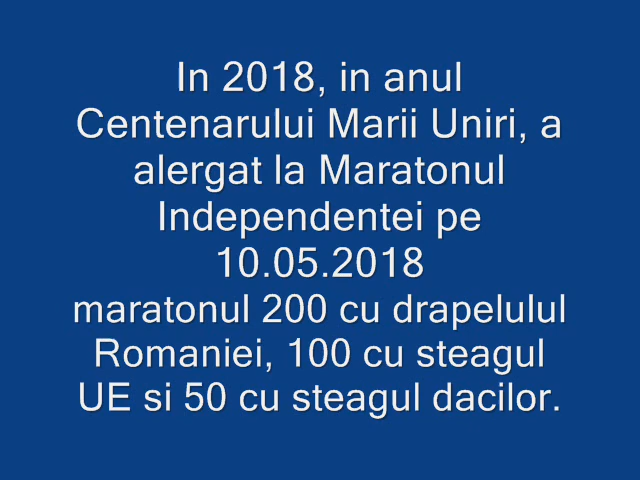 In 2018, in anul
Centenarului Marii Uniri, a
alergat la Maratonul
Independentei pe
10.05.2018
maratonul 200 cu drapelulul
Romaniei, 100 cu steagul
UE si 50 cu steagul dacilor.